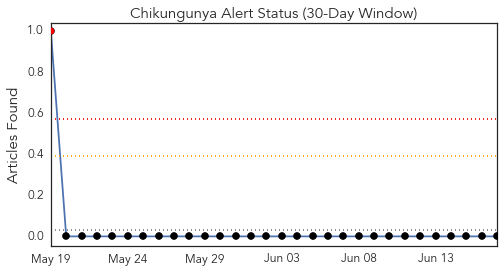 Chikungunya Alert Status (30-Day Window)
Articles Found
1.0
0.8
0.6
0.4
0.2
0.0
May 19 May 24 May 29 Jun 03 Jun 08 Jun 13